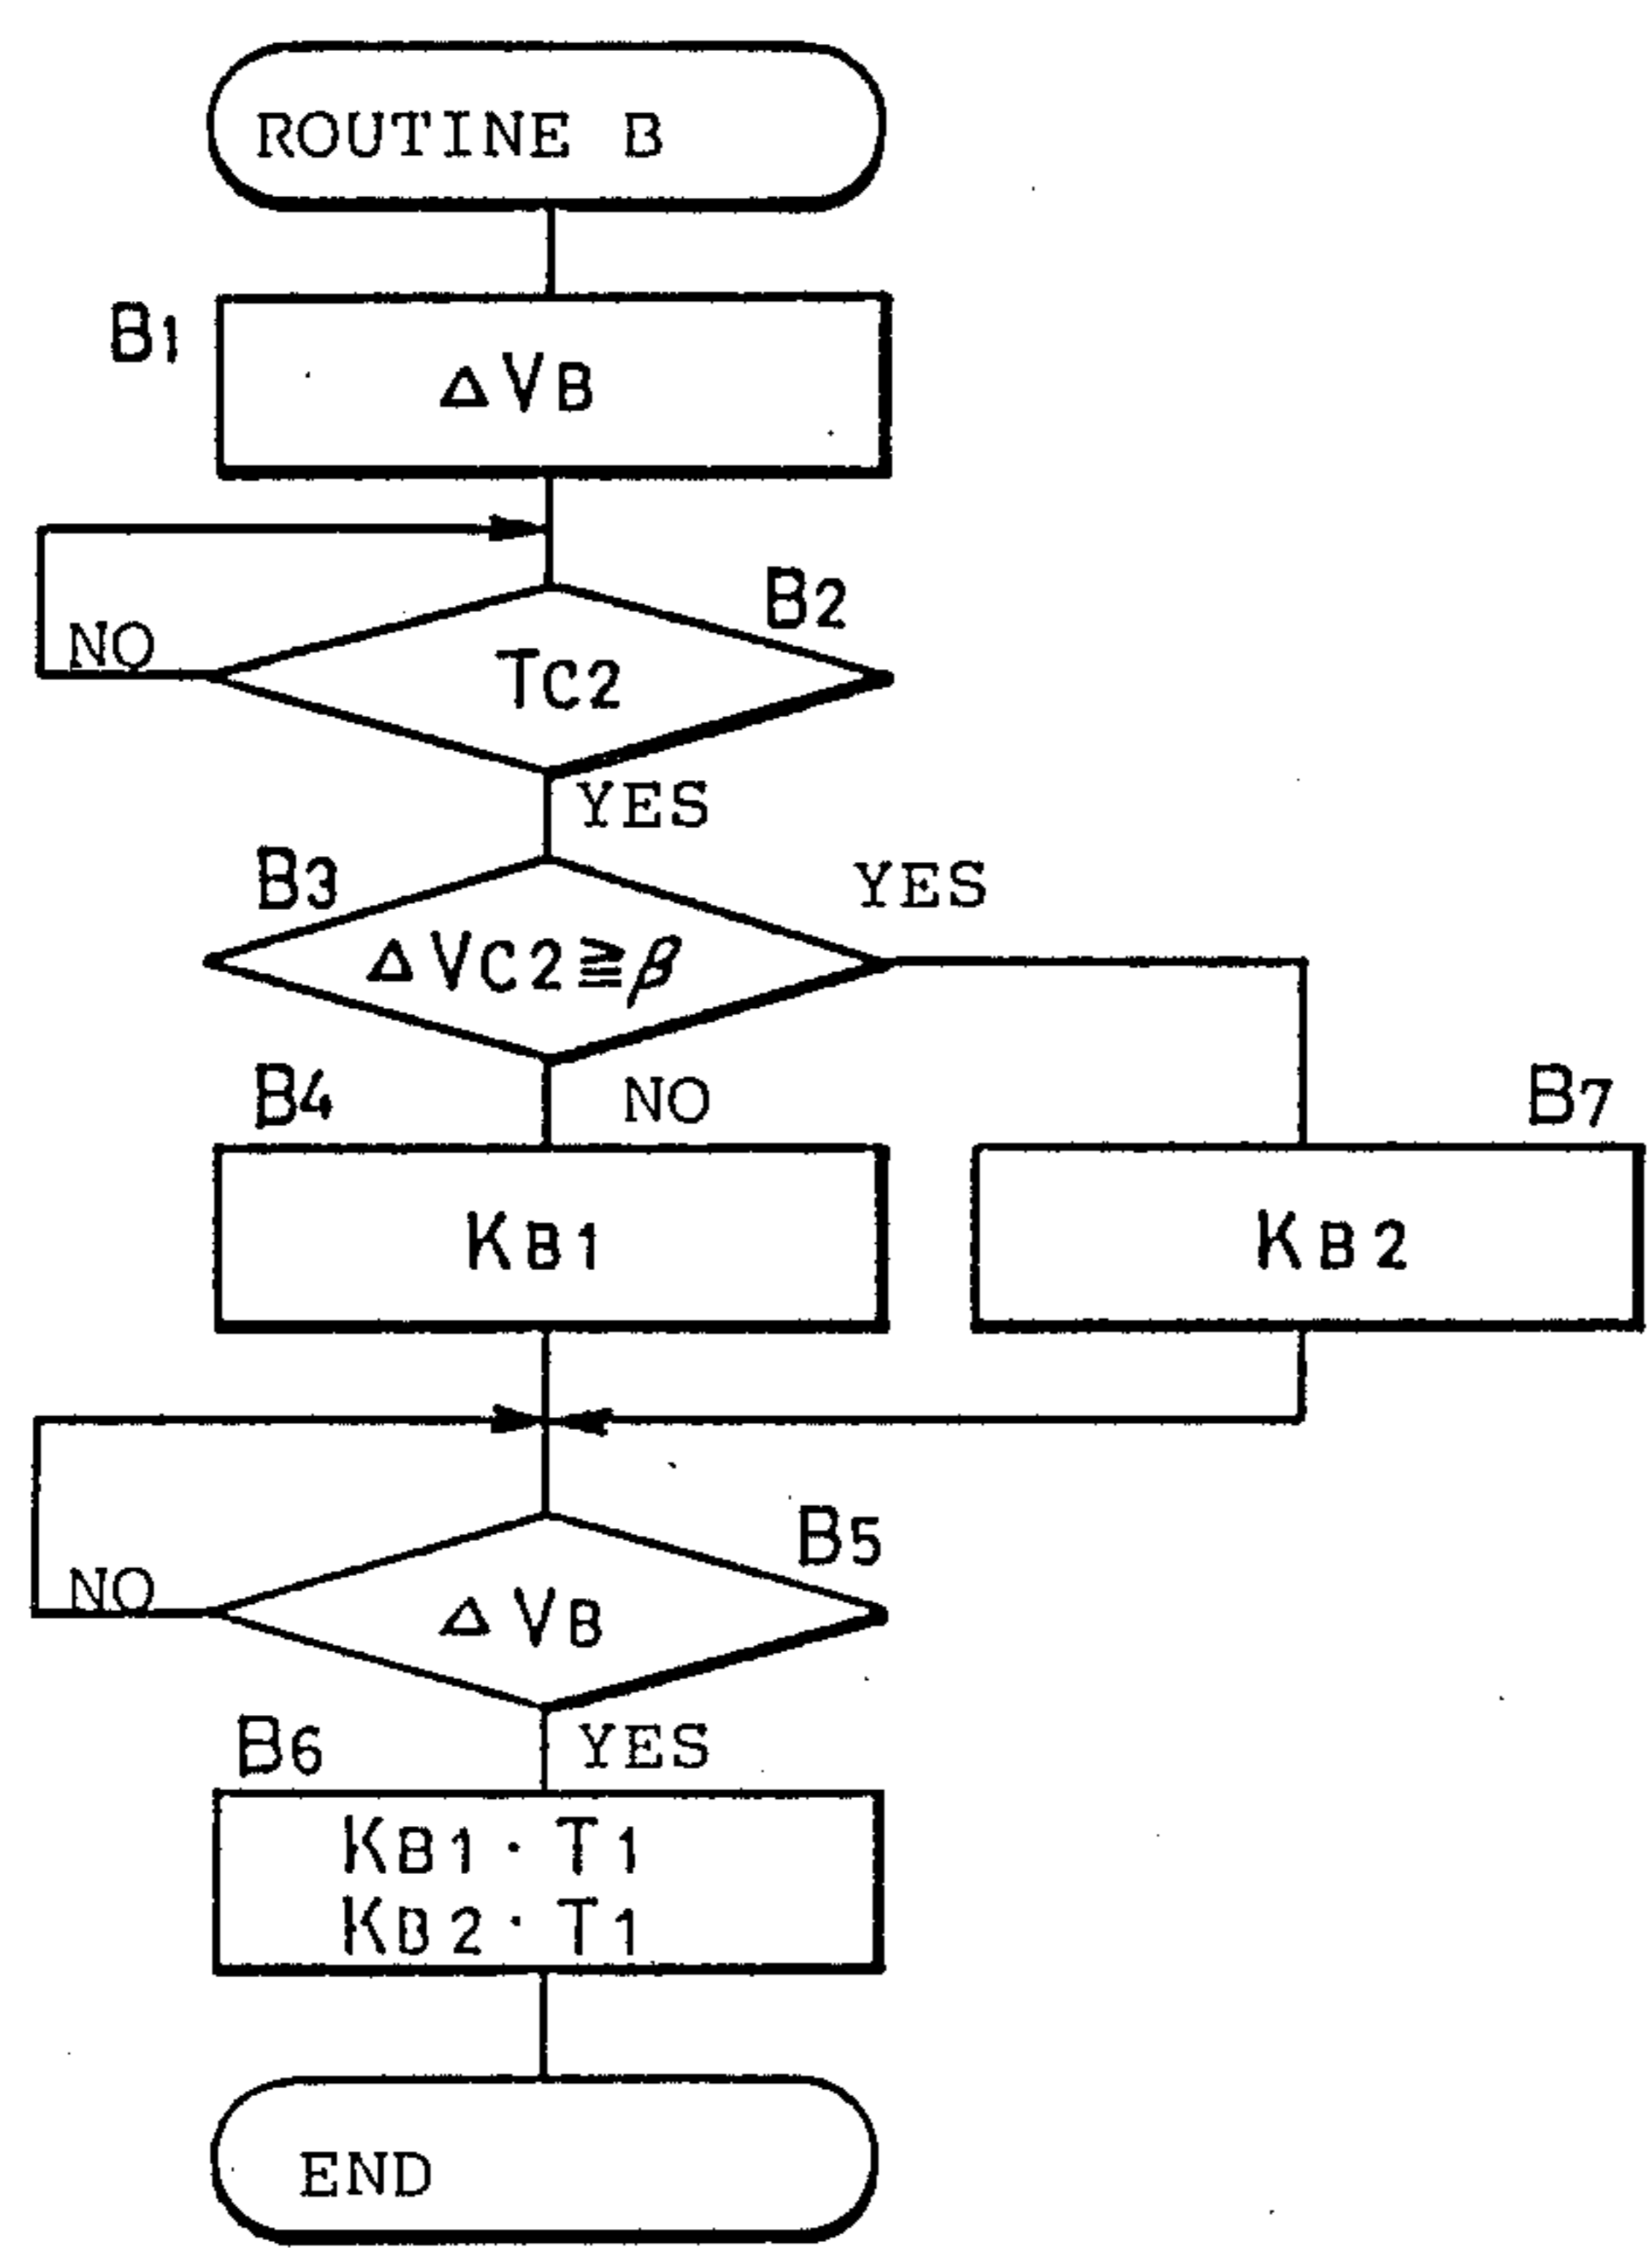 ROUTINE B
B1
ΔVB
B2
NO
TC2
YES
B3
YES
ΔVC2≧β
B4
NO
B7
KB1
KB2
B5
NO
ΔVB
B6
YES
KB1・T1
KB2・T1
END